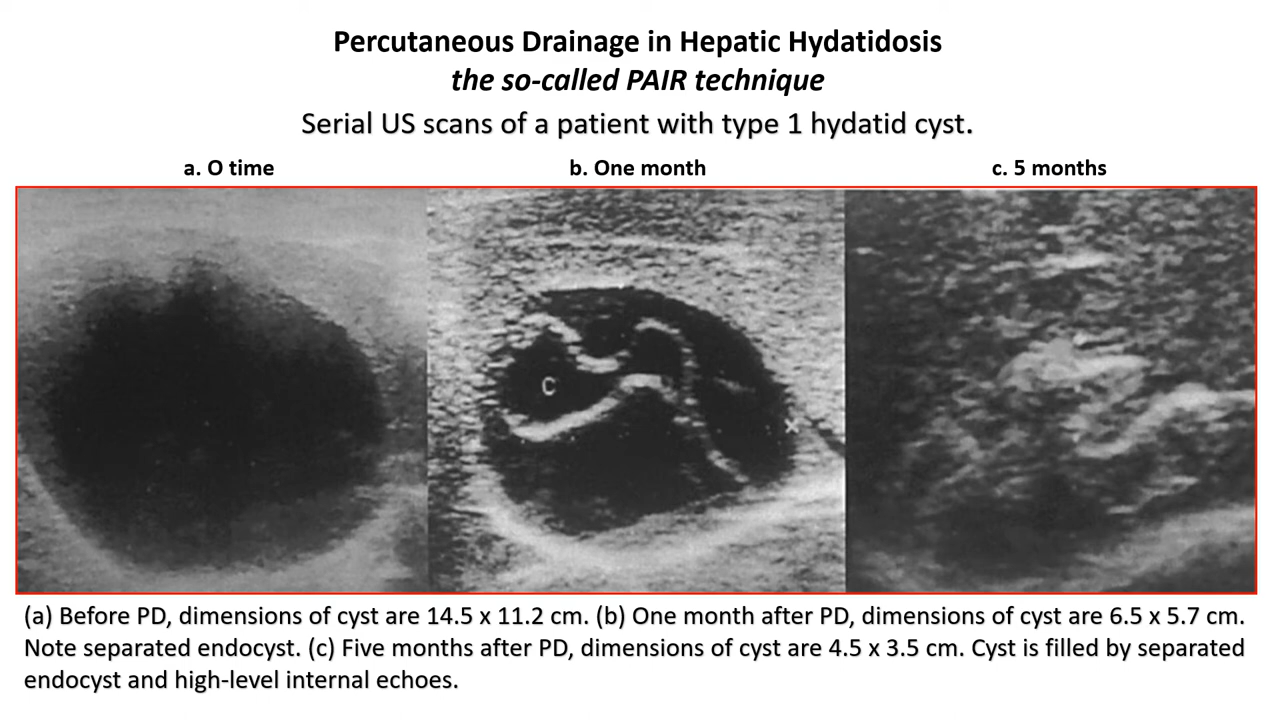 Percutaneous Drainage in Hepatic Hydatidosis
the so-called PAIR technique
Serial US scans of a patient with type 1 hydatid cyst.
a. O time
b. One month
c. 5 months
C
x
(a) Before PD, dimensions of cyst are 14.5 x 11.2 cm. (b) One month after PD, dimensions of cyst are 6.5 x 5.7 cm.
Note separated endocyst. (c) Five months after PD, dimensions of cyst are 4.5 x 3.5 cm. Cyst is filled by separated
endocyst and high-level internal echoes.